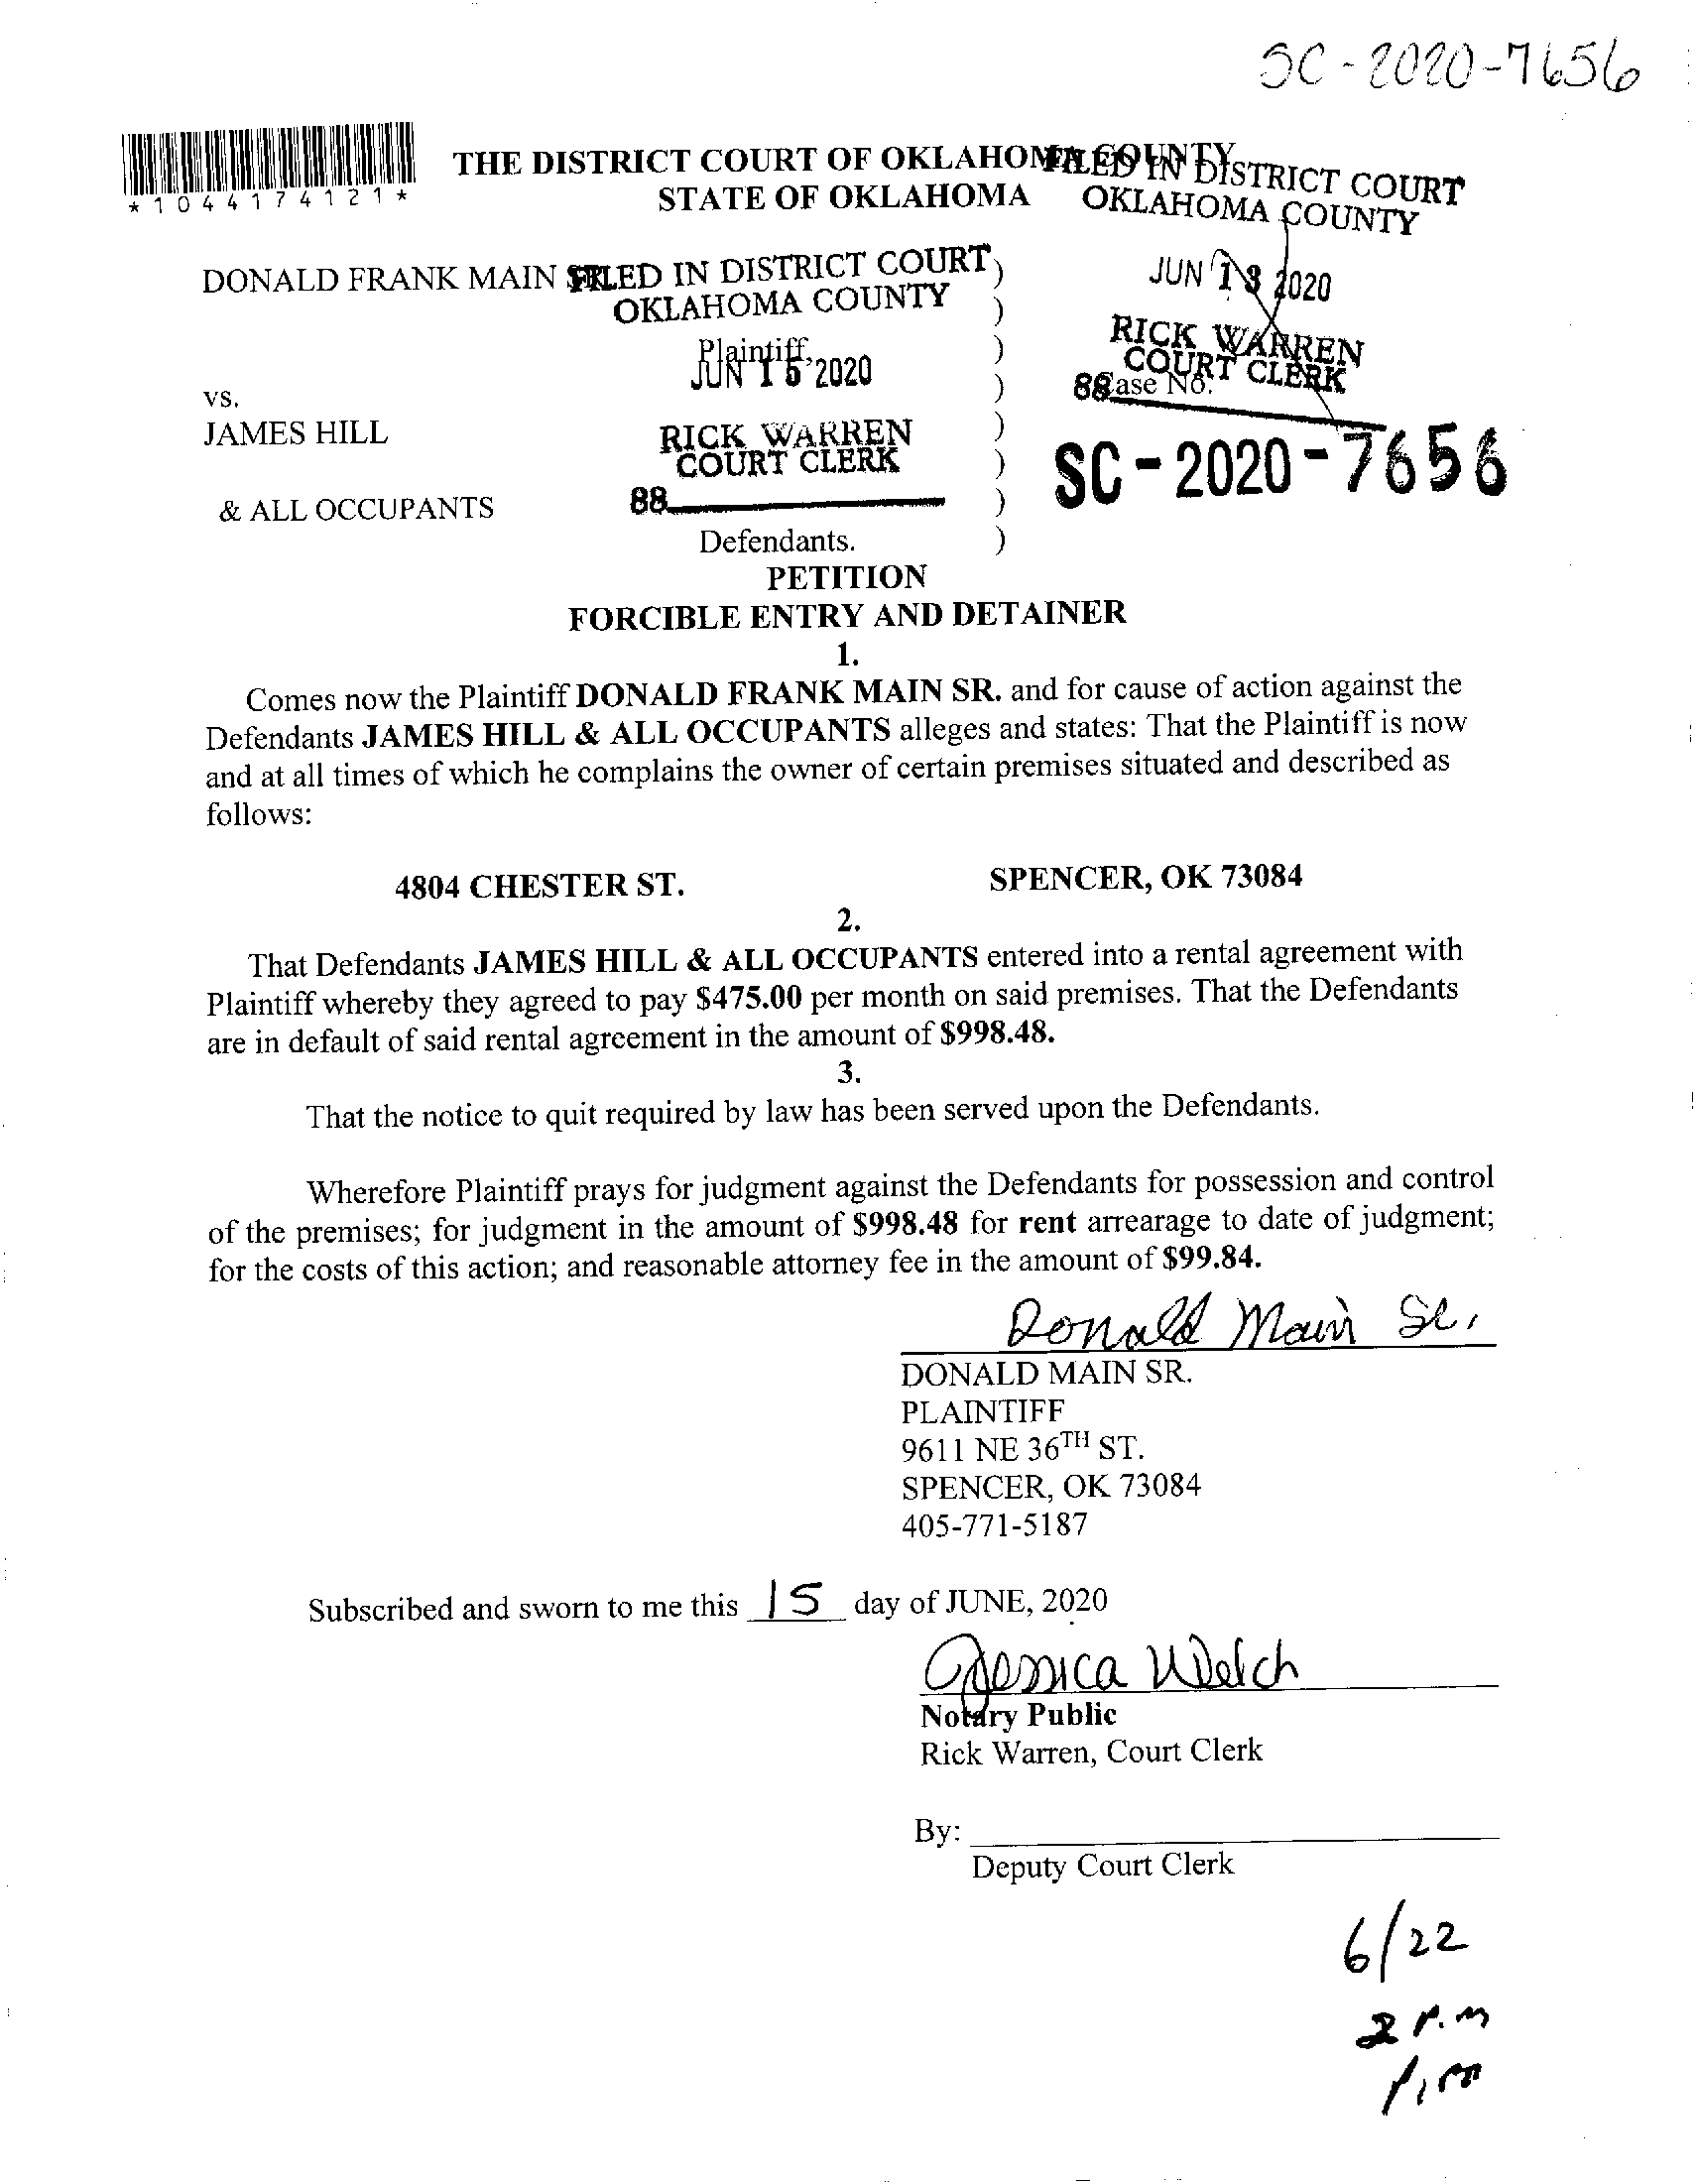 SC-2020-7656
*1044174121*
THE DISTRICT COURT OF OKLAHOMA COUNTY
STATE OF OKLAHOMA
FILED IN DISTRICT COURT
OKLAHOMA COUNTY
JUN 18 2020
RICK WARREN
COURT CLERK
88
DONALD FRANK MAIN SR.
FILED IN DISTRICT COURT
OKLAHOMA COUNTY
JUN 15 2020
RICK WARREN
COURT CLERK
88
Plaintiff,
vs.
JAMES HILL
& ALL OCCUPANTS
Defendants.
)
)
)
)
)
)
)
)
Case No.
SC-2020-7656
PETITION
FORCIBLE ENTRY AND DETAINER
1.
Comes now the Plaintiff DONALD FRANK MAIN SR. and for cause of action against the
Defendants JAMES HILL & ALL OCCUPANTS alleges and states: That the Plaintiff is now
and at all times of which he complains the owner of certain premises situated and described as
follows:
4804 CHESTER ST. SPENCER, OK 73084
2.
That Defendants JAMES HILL & ALL OCCUPANTS entered into a rental agreement with
Plaintiff whereby they agreed to pay $475.00 per month on said premises. That the Defendants
are in default of said rental agreement in the amount of $998.48.
3.
That the notice to quit required by law has been served upon the Defendants.
Wherefore Plaintiff prays for judgment against the Defendants for possession and control
of the premises; for judgment in the amount of $998.48 for rent arrearage to date of judgment;
for the costs of this action; and reasonable attorney fee in the amount of $99.84.
Donald Main Sr.
DONALD MAIN SR.
PLAINTIFF
9611 NE 36TH ST.
SPENCER, OK 73084
405-771-5187
Subscribed and sworn to me this 15 day of JUNE, 2020
Jessica Welch
Notary Public
Rick Warren, Court Clerk
By:
Deputy Court Clerk
6/22
2 P.m